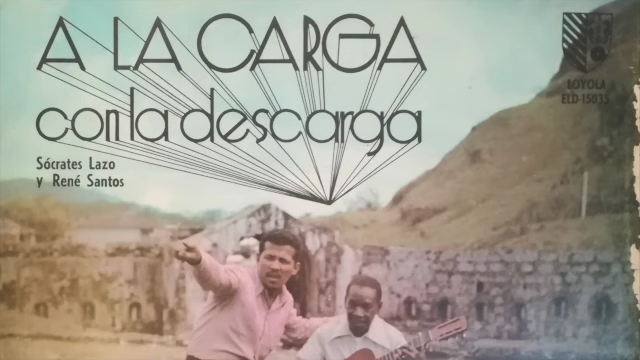 A LA CARGA
con la descarga
Sócrates Lazo
y René Santos
LOYOLA
ELD-15035